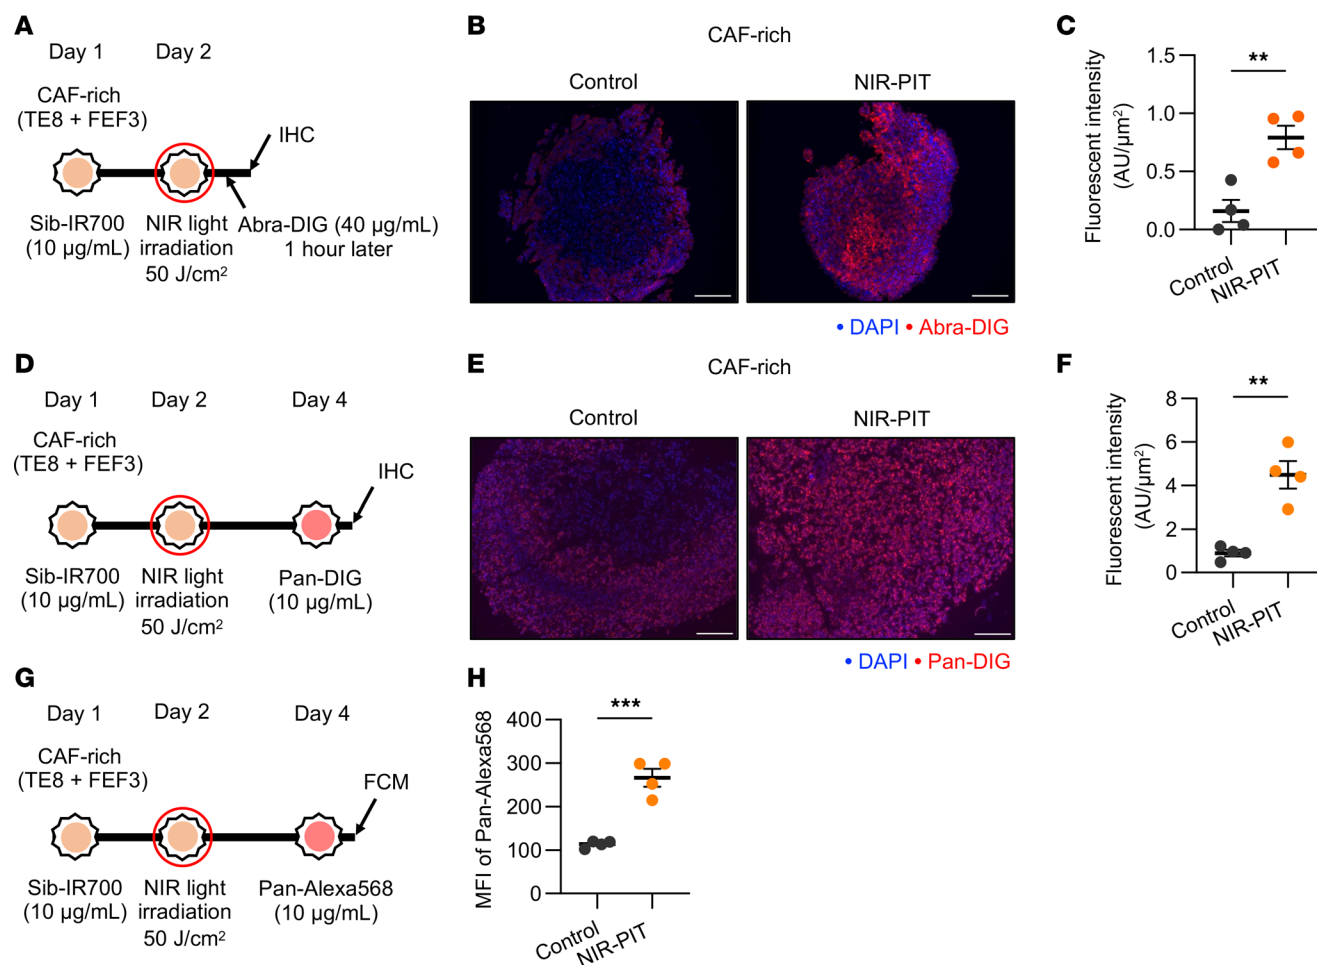 A
Day 1
Day 2
CAF-rich
(TE8 + FEF3)
IHC
Sib-IR700
(10 µg/mL)
NIR light
irradiation
50 J/cm²
Abra-DIG (40 µg/mL)
1 hour later
B
CAF-rich
Control
NIR-PIT
• DAPI • Abra-DIG
C
Fluorescent intensity
(AU/µm²)
1.5
1.0
0.5
0.0
**
Control
NIR-PIT
D
Day 1
Day 2
Day 4
CAF-rich
(TE8 + FEF3)
IHC
Sib-IR700
(10 µg/mL)
NIR light
irradiation
50 J/cm²
Pan-DIG
(10 µg/mL)
E
CAF-rich
Control
NIR-PIT
• DAPI • Pan-DIG
F
Fluorescent intensity
(AU/µm²)
8
6
4
2
0
**
Control
NIR-PIT
G
Day 1
Day 2
Day 4
CAF-rich
(TE8 + FEF3)
FCM
Sib-IR700
(10 µg/mL)
NIR light
irradiation
50 J/cm²
Pan-Alexa568
(10 µg/mL)
H
MFI of Pan-Alexa568
400
300
200
100
0
***
Control
NIR-PIT